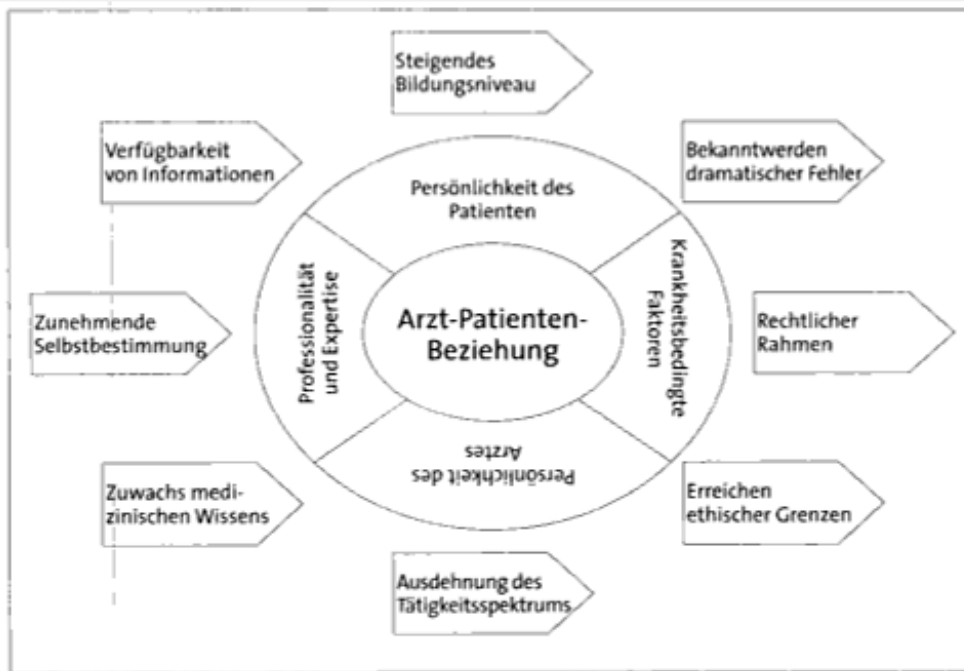 Steigendes
Bildungsniveau
Verfügbarkeit
von Informationen
Bekanntwerden
dramatischer Fehler
Persönlichkeit des
Patienten
Professionalität
und Expertise
Arzt-Patienten-
Beziehung
Krankheitsbedingte
Faktoren
Zunehmende
Selbstbestimmung
Rechtlicher
Rahmen
Persönlichkeit des
Arztes
Zuwachs medi-
zinischen Wissens
Erreichen
ethischer Grenzen
Ausdehnung des
Tätigkeitsspektrums